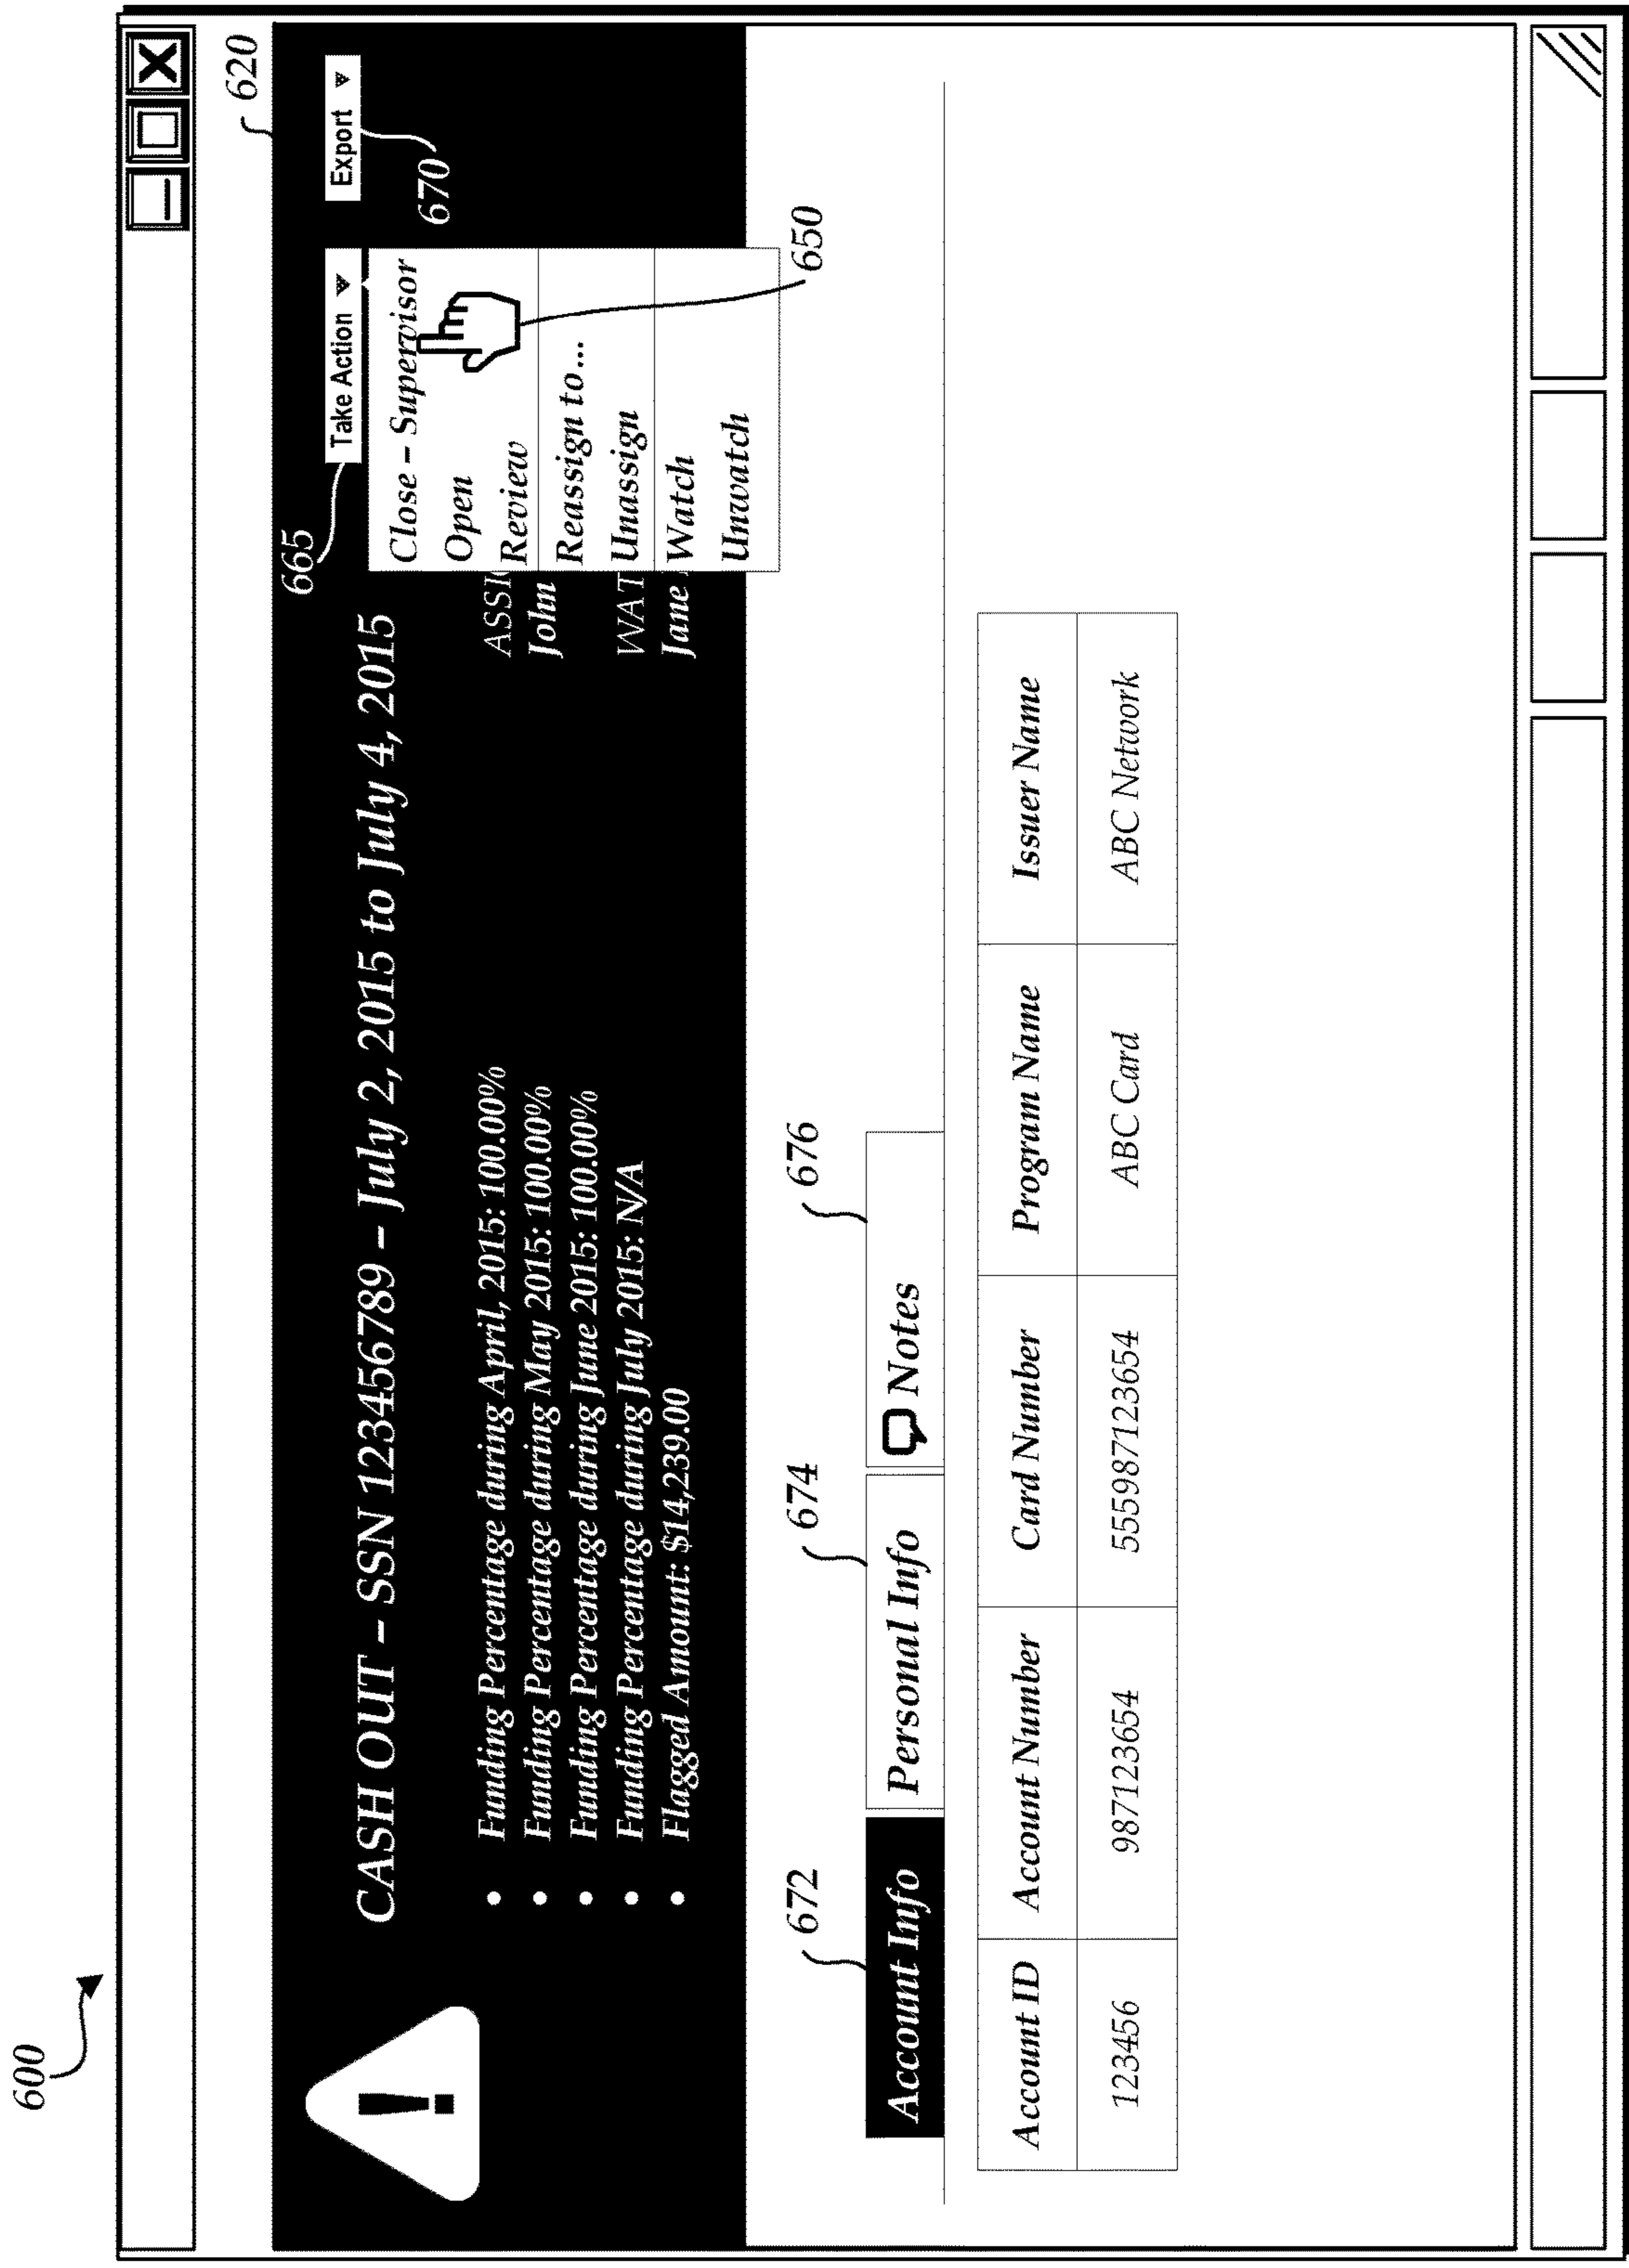 600
620
CASH OUT – SSN 123456789 – July 2, 2015 to July 4, 2015
665
Take Action
Export
670
• Funding Percentage during April, 2015: 100.00%
• Funding Percentage during May 2015: 100.00%
• Funding Percentage during June 2015: 100.00%
• Funding Percentage during July 2015: N/A
• Flagged Amount: $14,239.00
John
Jane
Close – Supervisor
Open
Review
Reassign to...
Unassign
Watch
Unwatch
650
672
674
676
Account Info
Personal Info
Notes
Account ID Account Number Card Number Program Name Issuer Name
123456 987123654 555987123654 ABC Card ABC Network